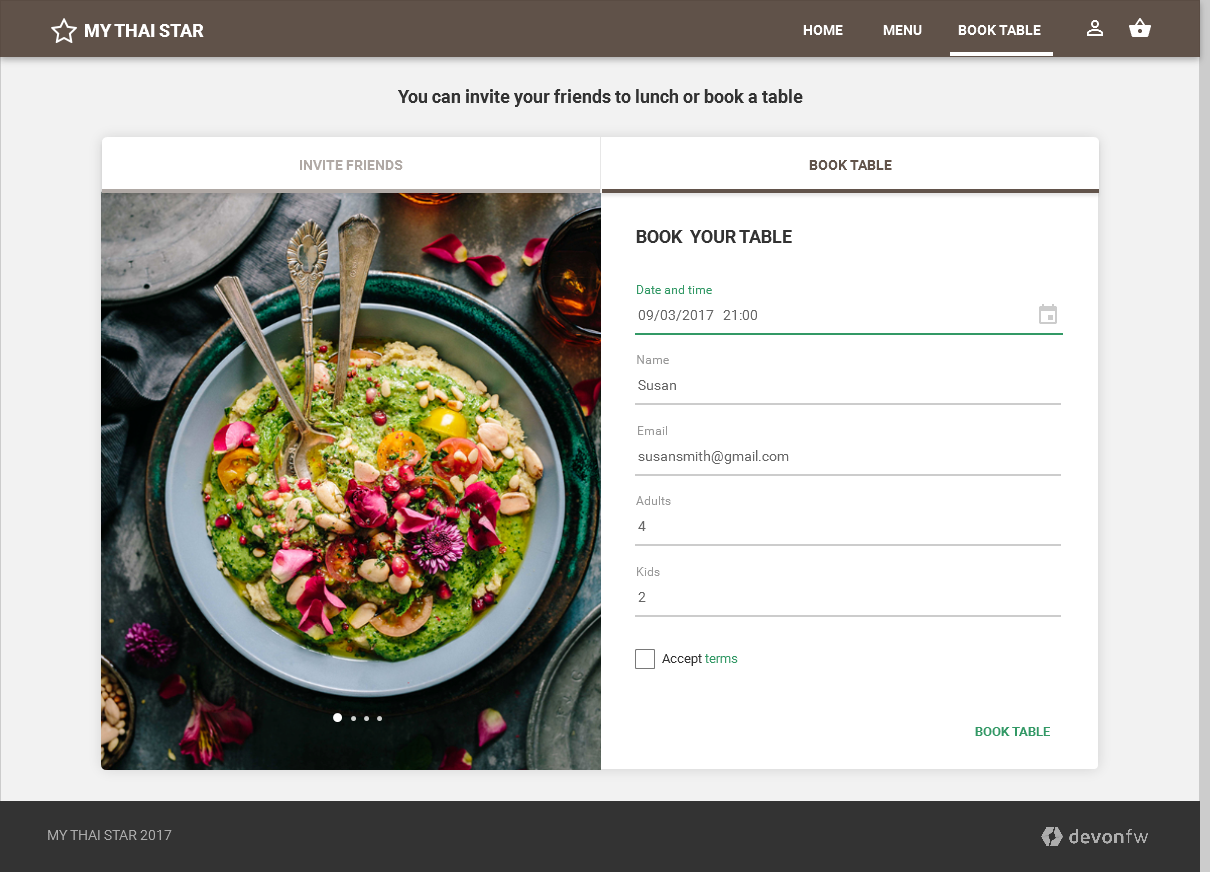 MY THAI STAR
HOME MENU BOOK TABLE
You can invite your friends to lunch or book a table
INVITE FRIENDS
BOOK TABLE
BOOK YOUR TABLE
Date and time
09/03/2017 21:00
Name
Susan
Email
susansmith@gmail.com
Adults
4
Kids
2
Accept terms
BOOK TABLE
MY THAI STAR 2017
devonfw